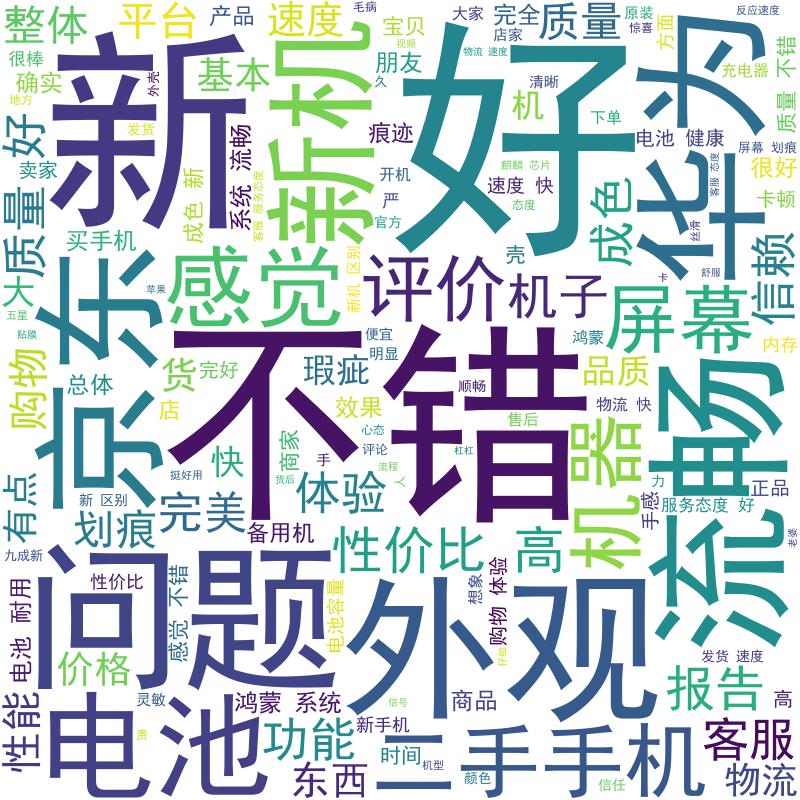 整体
平台
产品
速度
毛病
宝贝
视频
大家
店家
完全
质量
原装
惊喜
方面
为
反应速度
很棒
确实
地方
外壳
基本
新机
朋友
久
物流 速度
清晰
机
下单
充电器
不错
新
好
发货
流畅
系统
痕迹
电池 健康
屏幕 划痕
质量
很好
好
卖家
成色 新
客服 服务态度
开机
严
官方
麒麟 芯片
速度 快
态度
成色
华
客服 态度
丝滑
卡顿
信赖
质量
买手机
大
五星
贴膜
京东
苹果
感觉
新机 区别
评价
机子
壳
卡
舒服
屏幕
鸿蒙
内存
购物
总体
货
完好
店
不错
瑕疵
便宜
明显
顺畅
物流 快
品质
流畅
效果
心态
评论
售后
杠杠
流程
人
手
商家
快
挺好用
货后
机器
力
手感
正品
服务态度 好
有点
新 区别
划痕
完美
体验
备用机
性价比
高
老婆
九成新
问题
性价比
感觉 不错
电池容量
外观
想象
购物 体验
仔细
发货 速度
电池 耐用
价格
报告
高
性能
电池
灵敏
贵
鸿蒙 系统
信号
商品
新手机
功能
时间
机型
二手手机
颜色
信任
客服
东西
物流